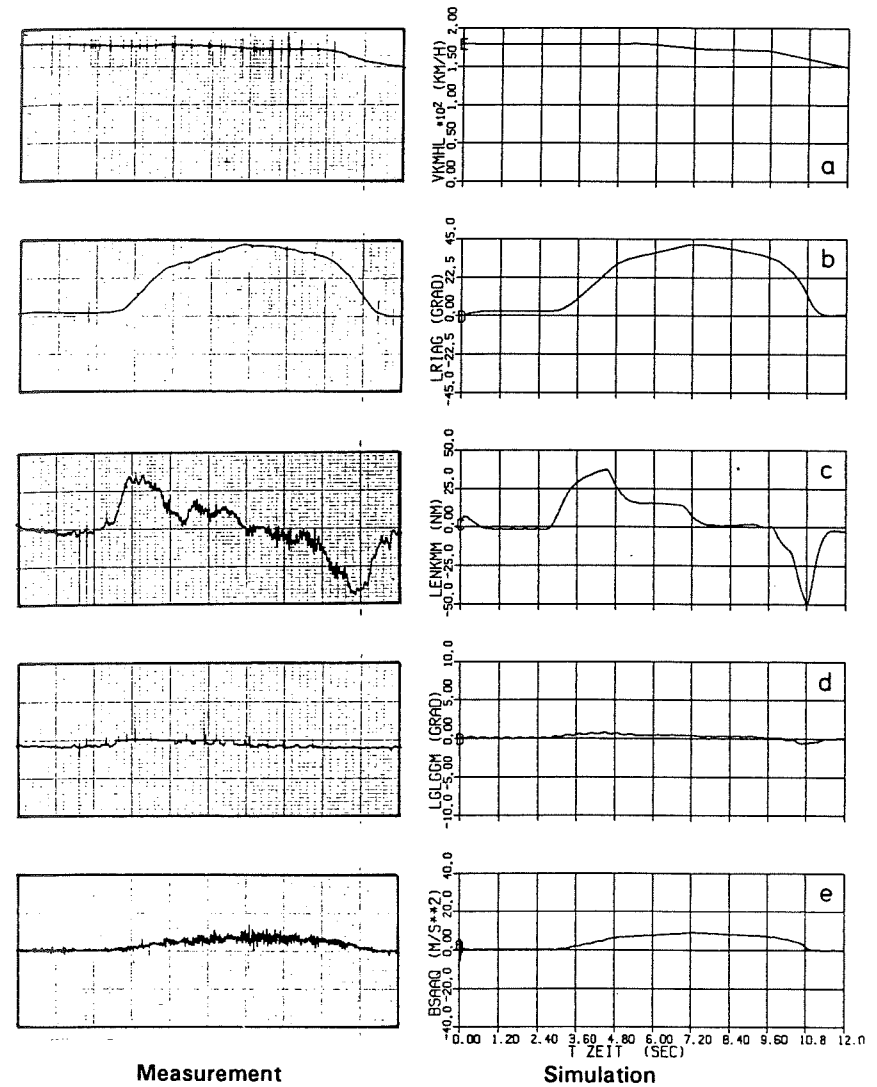 VKMHL *10² (KM/H)
0.00 0.50 1.00 1.50 2.00
a
LRIAG (GRAD)
-45.0 -22.5 0.00 22.5 45.0
b
LENKMM (NM)
-50.0 -25.0 0.00 25.0 50.0
c
LGLGGM (GRAD)
-10.0 -5.00 0.00 5.00 10.0
d
BSAAQ (M/S**2)
-40.0 -20.0 0.00 20.0 40.0
e
0.00 1.20 2.40 3.60 4.80 6.00 7.20 8.40 9.60 10.8 12.0
T ZEIT (SEC)
Measurement
Simulation